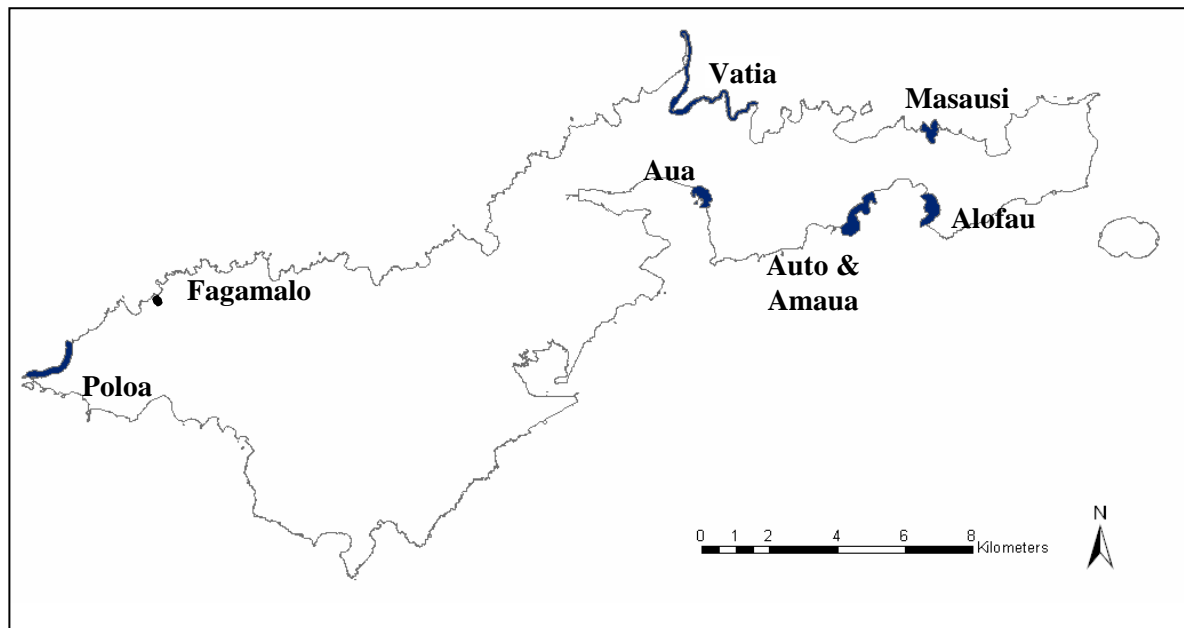 Vatia
Masausi
Aua
Alofau
Auto &
Amaua
Fagamalo
Poloa
N
0 1 2 4 6 8
Kilometers